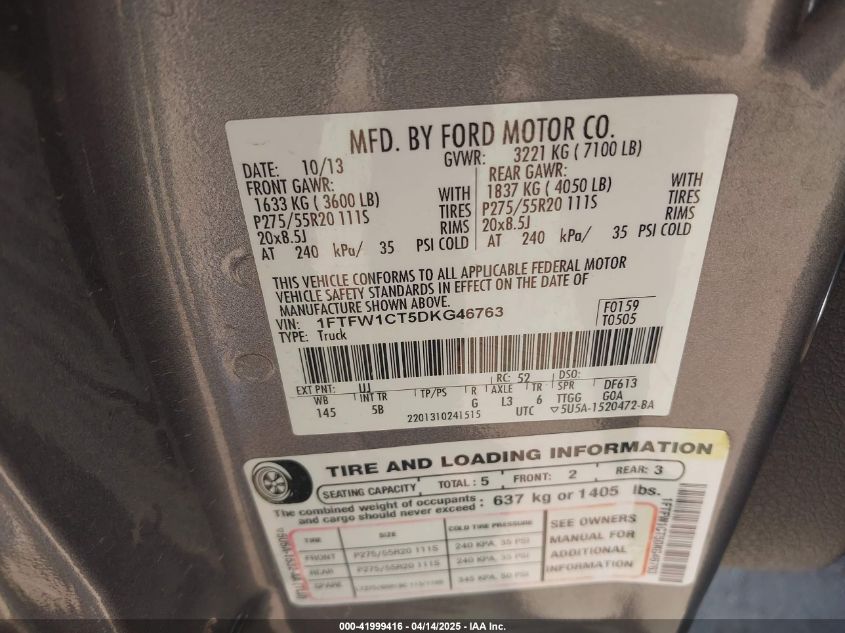 MFD. BY FORD MOTOR CO.
DATE: 10/13 GVWR: 3221 KG ( 7100 LB)
FRONT GAWR: REAR GAWR:
1633 KG ( 3600 LB) WITH 1837 KG ( 4050 LB) WITH
P275/55R20 111S TIRES P275/55R20 111S TIRES
20x8.5J RIMS 20x8.5J RIMS
AT 240 kPa/ 35 PSI COLD AT 240 kPa/ 35 PSI COLD
THIS VEHICLE CONFORMS TO ALL APPLICABLE FEDERAL MOTOR
VEHICLE SAFETY STANDARDS IN EFFECT ON THE DATE OF
MANUFACTURE SHOWN ABOVE.
VIN: 1FTFW1CT5DKG46763 F0159
TYPE: Truck T0505
EXT PNT: UJ RC: 52 DSO:
WB INT TR TP/PS R AXLE TR SPR DF613
145 5B G L3 6 TTGG GOA
2201310241515 UTC ▽5U5A-1520472-BA
TIRE AND LOADING INFORMATION
SEATING CAPACITY TOTAL: 5 FRONT: 2 REAR: 3
The combined weight of occupants and cargo should never exceed : 637 kg or 1405 lbs.
TIRE SIZE COLD TIRE PRESSURE
FRONT P275/55R20 111S 240 KPA, 35 PSI
REAR P275/55R20 111S 240 KPA, 35 PSI
SPARE 345 KPA, 50 PSI
SEE OWNERS
MANUAL FOR
ADDITIONAL
INFORMATION
000-41999416 - 04/14/2025 - IAA Inc.